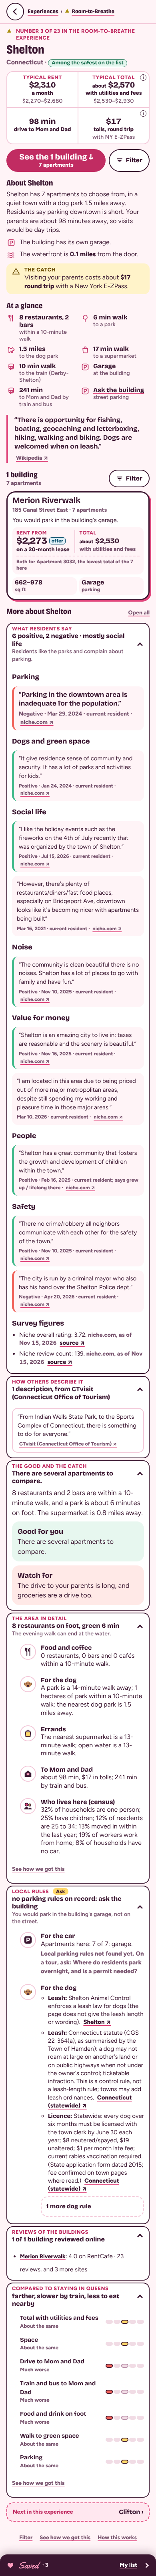 Experiences › Room-to-Breathe
NUMBER 3 OF 23 IN THE ROOM-TO-BREATHE
EXPERIENCE
Shelton
Connecticut · Among the safest on the list
TYPICAL RENT
$2,310
a month
$2,270–$2,680
TYPICAL TOTAL
about $2,570
with utilities and fees
$2,530–$2,930
98 min
drive to Mom and Dad
$17
tolls, round trip
with NY E-ZPass
See the 1 building ↓
7 apartments
Filter
About Shelton
Shelton has 7 apartments to choose from, in a
quiet town with a dog park 1.5 miles away.
Residents say parking downtown is short. Your
parents are about 98 minutes away, so visits
would be day trips.
The building has its own garage.
The waterfront is 0.1 miles from the door.
THE CATCH
Visiting your parents costs about $17
round trip with a New York E-ZPass.
At a glance
8 restaurants, 2
bars
within a 10-minute
walk
6 min walk
to a park
1.5 miles
to the dog park
17 min walk
to a supermarket
10 min walk
to the train (Derby-
Shelton)
Garage
at the building
241 min
to Mom and Dad by
train and bus
Ask the building
street parking
"There is opportunity for fishing,
boating, geocaching and letterboxing,
hiking, walking and biking. Dogs are
welcomed when on leash."
Wikipedia ↗
1 building
7 apartments
Filter
Merion Riverwalk
185 Canal Street East · 7 apartments
You would park in the building's garage.
RENT FROM
$2,273 offer
on a 20-month lease
TOTAL
about $2,530
with utilities and fees
Both for Apartment 3032, the lowest total of the 7
here
662–978
sq ft
Garage
parking
More about Shelton
Open all
WHAT RESIDENTS SAY
6 positive, 2 negative · mostly social
life
Residents like the parks and complain about
parking.
Parking
"Parking in the downtown area is
inadequate for the population."
Negative · Mar 29, 2024 · current resident ·
niche.com ↗
Dogs and green space
"It give residence sense of community and
security. It has a lot of parks and activities
for kids."
Positive · Jan 24, 2024 · current resident ·
niche.com ↗
Social life
"I like the holiday events such as the
fireworks on the 4th of July recently that
was organized by the town of Shelton."
Positive · Jul 15, 2026 · current resident ·
niche.com ↗
"However, there's plenty of
restaurants/dishers/fast food places,
especially on Bridgeport Ave, downtown
looks like it's becoming nicer with apartments
being built"
Mar 16, 2021 · current resident · niche.com ↗
Noise
"The community is clean beautiful there is no
noises. Shelton has a lot of places to go with
family and have fun."
Positive · Nov 10, 2025 · current resident ·
niche.com ↗
Value for money
"Shelton is an amazing city to live in; taxes
are reasonable and the scenery is beautiful."
Positive · Nov 16, 2025 · current resident ·
niche.com ↗
"I am located in this area due to being priced
out of more major metropolitan areas,
despite still spending my working and
pleasure time in those major areas."
Mar 10, 2026 · current resident · niche.com ↗
People
"Shelton has a great community that fosters
the growth and development of children
within the town."
Positive · Feb 16, 2025 · current resident; says grew
up / lifelong there · niche.com ↗
Safety
"There no crime/robbery and neighbors
communicate with each other for the safety
of the town."
Positive · Nov 10, 2025 · current resident ·
niche.com ↗
"The city is run by a criminal mayor who also
has his hand over the Shelton Police dept."
Negative · Apr 20, 2026 · current resident ·
niche.com ↗
Survey figures
Niche overall rating: 3.72. niche.com, as of
Nov 15, 2026 source ↗
Niche review count: 139. niche.com, as of Nov
15, 2026 source ↗
HOW OTHERS DESCRIBE IT
1 description, from CTvisit
(Connecticut Office of Tourism)
"From Indian Wells State Park, to the Sports
Complex of Connecticut, there is something
to do for everyone."
CTvisit (Connecticut Office of Tourism) ↗
THE GOOD AND THE CATCH
There are several apartments to
compare.
8 restaurants and 2 bars are within a 10-
minute walk, and a park is about 6 minutes
on foot. The supermarket is 0.8 miles away.
Good for you
There are several apartments to
compare.
Watch for
The drive to your parents is long, and
groceries are a drive too.
THE AREA IN DETAIL
8 restaurants on foot, green 6 min
The evening walk can end at the water.
Food and coffee
0 restaurants, 0 bars and 0 cafés
within a 10-minute walk.
For the dog
A park is a 14-minute walk away; 1
hectares of park within a 10-minute
walk; the nearest dog park is 1.5
miles away.
Errands
The nearest supermarket is a 13-
minute walk; open water is a 13-
minute walk.
To Mom and Dad
about 98 min, $17 in tolls; 241 min
by train and bus.
Who lives here (census)
32% of households are one person;
25% have children; 12% of residents
are 25 to 34; 13% moved in within
the last year; 19% of workers work
from home; 8% of households have
no car.
See how we got this
LOCAL RULES Ask
no parking rules on record: ask the
building
You would park in the building's garage, not on
the street.
For the car
Apartments here: 7 of 7: garage.
Local parking rules not found yet. On
a tour, ask: Where do residents park
overnight, and is a permit needed?
For the dog
Leash: Shelton Animal Control
enforces a leash law for dogs (the
page does not give the leash length
or wording). Shelton ↗
Leash: Connecticut statute (CGS
22-364(a), as summarised by the
Town of Hamden): a dog may not
roam at large on another's land or
on a public highway when not under
the owner's control; ticketable
infraction. This is a control rule, not
a leash-length rule; towns may add
leash ordinances. Connecticut
(statewide) ↗
Licence: Statewide: every dog over
six months must be licensed with
the town clerk by June 30 each
year; $8 neutered/spayed, $19
unaltered; $1 per month late fee;
current rabies vaccination required
(State application form dated 2015;
fee confirmed on town pages
where read.) Connecticut
(statewide) ↗
1 more dog rule
REVIEWS OF THE BUILDINGS
1 of 1 building reviewed online
Merion Riverwalk: 4.0 on RentCafe · 23
reviews, and 3 more sites
COMPARED TO STAYING IN QUEENS
farther, slower by train, less to eat
nearby
Total with utilities and fees
About the same
Space
About the same
Drive to Mom and Dad
Much worse
Train and bus to Mom and
Dad
Much worse
Food and drink on foot
Much worse
Walk to green space
About the same
Parking
About the same
See how we got this
Next in this experience
Clifton ›
Filter See how we got this How this works
Saved · 3
My list ›